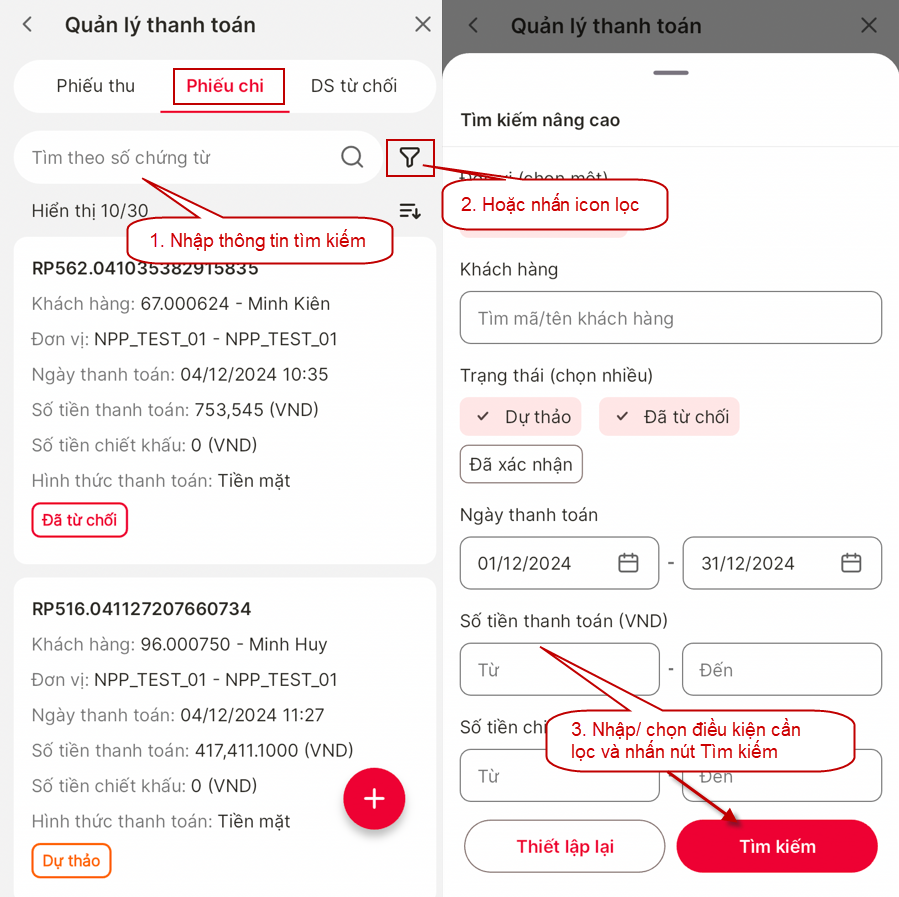 Quản lý thanh toán
Phiếu thu
Phiếu chi
DS từ chối
Tìm theo số chứng từ
Hiển thị 10/30
1. Nhập thông tin tìm kiếm
RP562.041035382915835
Khách hàng: 67.000624 - Minh Kiên
Đơn vị: NPP_TEST_01 - NPP_TEST_01
Ngày thanh toán: 04/12/2024 10:35
Số tiền thanh toán: 753,545 (VND)
Số tiền chiết khấu: 0 (VND)
Hình thức thanh toán: Tiền mặt
Đã từ chối
RP516.041127207660734
Khách hàng: 96.000750 - Minh Huy
Đơn vị: NPP_TEST_01 - NPP_TEST_01
Ngày thanh toán: 04/12/2024 11:27
Số tiền thanh toán: 417,411.1000 (VND)
Số tiền chiết khấu: 0 (VND)
Hình thức thanh toán: Tiền mặt
Dự thảo
Quản lý thanh toán
Tìm kiếm nâng cao
Đơn vị (chọn một)
2. Hoặc nhấn icon lọc
Khách hàng
Tìm mã/tên khách hàng
Trạng thái (chọn nhiều)
Dự thảo
Đã từ chối
Đã xác nhận
Ngày thanh toán
01/12/2024 - 31/12/2024
Số tiền thanh toán (VND)
Từ - Đến
Số tiền chi
3. Nhập/ chọn điều kiện cần
lọc và nhấn nút Tìm kiếm
Từ
Đến
Thiết lập lại
Tìm kiếm